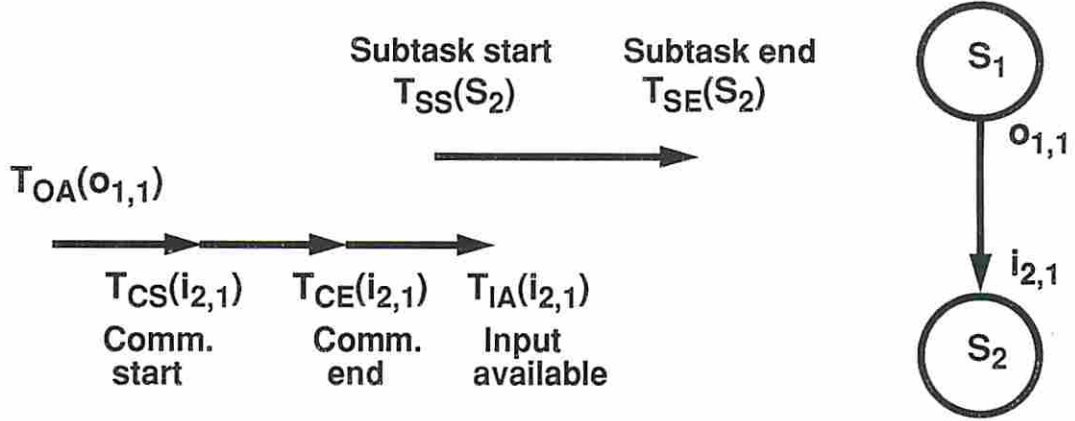 Subtask start
T_SS(S_2)
Subtask end
T_SE(S_2)
T_OA(o_1,1)
T_CS(i_2,1)
Comm.
start
T_CE(i_2,1)
Comm.
end
T_IA(i_2,1)
Input
available
S_1
o_1,1
i_2,1
S_2